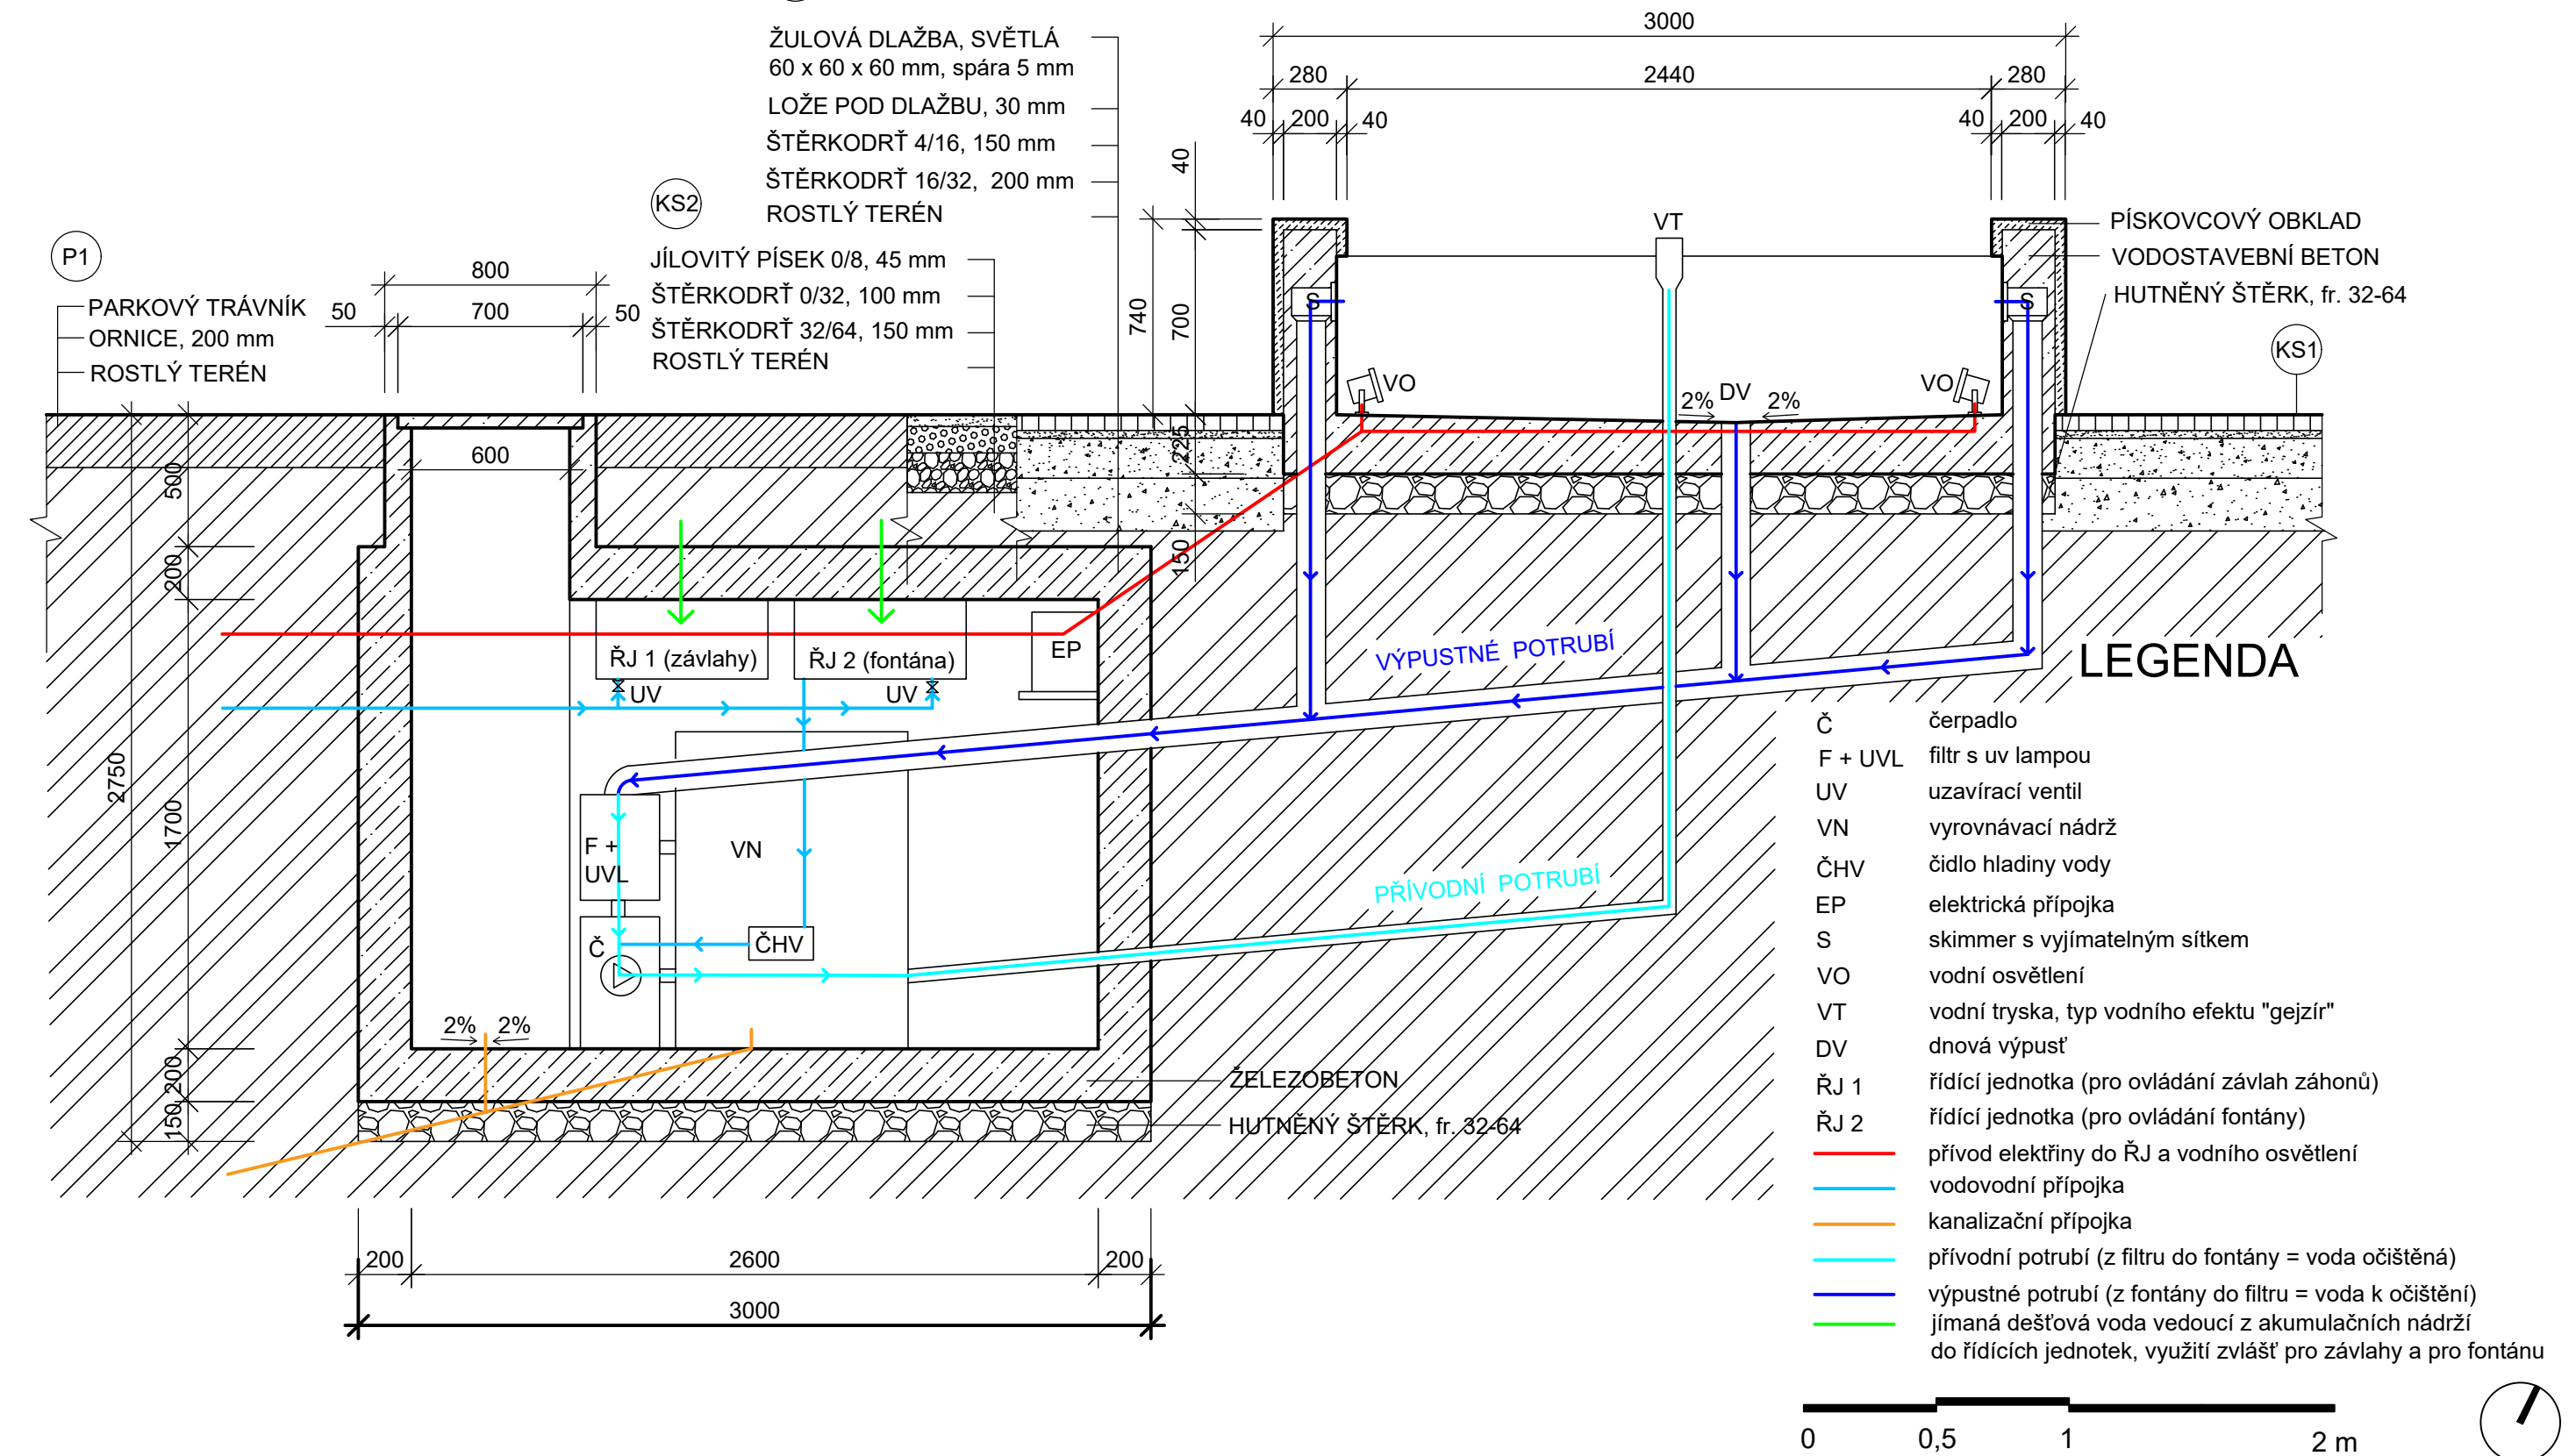 ŽULOVÁ DLAŽBA, SVĚTLÁ
60 x 60 x 60 mm, spára 5 mm
LOŽE POD DLAŽBU, 30 mm
ŠTĚRKODRŤ 4/16, 150 mm
ŠTĚRKODRŤ 16/32, 200 mm
ROSTLÝ TERÉN
KS2
JÍLOVITÝ PÍSEK 0/8, 45 mm
ŠTĚRKODRŤ 0/32, 100 mm
ŠTĚRKODRŤ 32/64, 150 mm
ROSTLÝ TERÉN
P1
PARKOVÝ TRÁVNÍK
ORNICE, 200 mm
ROSTLÝ TERÉN
800
50
700
50
600
3000
280
2440
280
40
200
40
40
200
40
40
740
700
225
150
VT
PÍSKOVCOVÝ OBKLAD
VODOSTAVEBNÍ BETON
HUTNĚNÝ ŠTĚRK, fr. 32-64
KS1
S
S
VO
VO
DV
2%
2%
500
200
2750
1700
200
150
ŘJ 1 (závlahy)
ŘJ 2 (fontána)
EP
UV
UV
VÝPUSTNÉ POTRUBÍ
PŘÍVODNÍ POTRUBÍ
F +
UVL
VN
Č
ČHV
2%
2%
ŽELEZOBETON
HUTNĚNÝ ŠTĚRK, fr. 32-64
200
2600
200
3000
LEGENDA
Č čerpadlo
F + UVL filtr s uv lampou
UV uzavírací ventil
VN vyrovnávací nádrž
ČHV čidlo hladiny vody
EP elektrická přípojka
S skimmer s vyjímatelným sítkem
VO vodní osvětlení
VT vodní tryska, typ vodního efektu "gejzír"
DV dnová výpusť
ŘJ 1 řídící jednotka (pro ovládání závlah záhonů)
ŘJ 2 řídící jednotka (pro ovládání fontány)
přívod elektřiny do ŘJ a vodního osvětlení
vodovodní přípojka
kanalizační přípojka
přívodní potrubí (z filtru do fontány = voda očištěná)
výpustné potrubí (z fontány do filtru = voda k očištění)
jímaná dešťová voda vedoucí z akumulačních nádrží
do řídících jednotek, využití zvlášť pro závlahy a pro fontánu
0 0,5 1 2 m